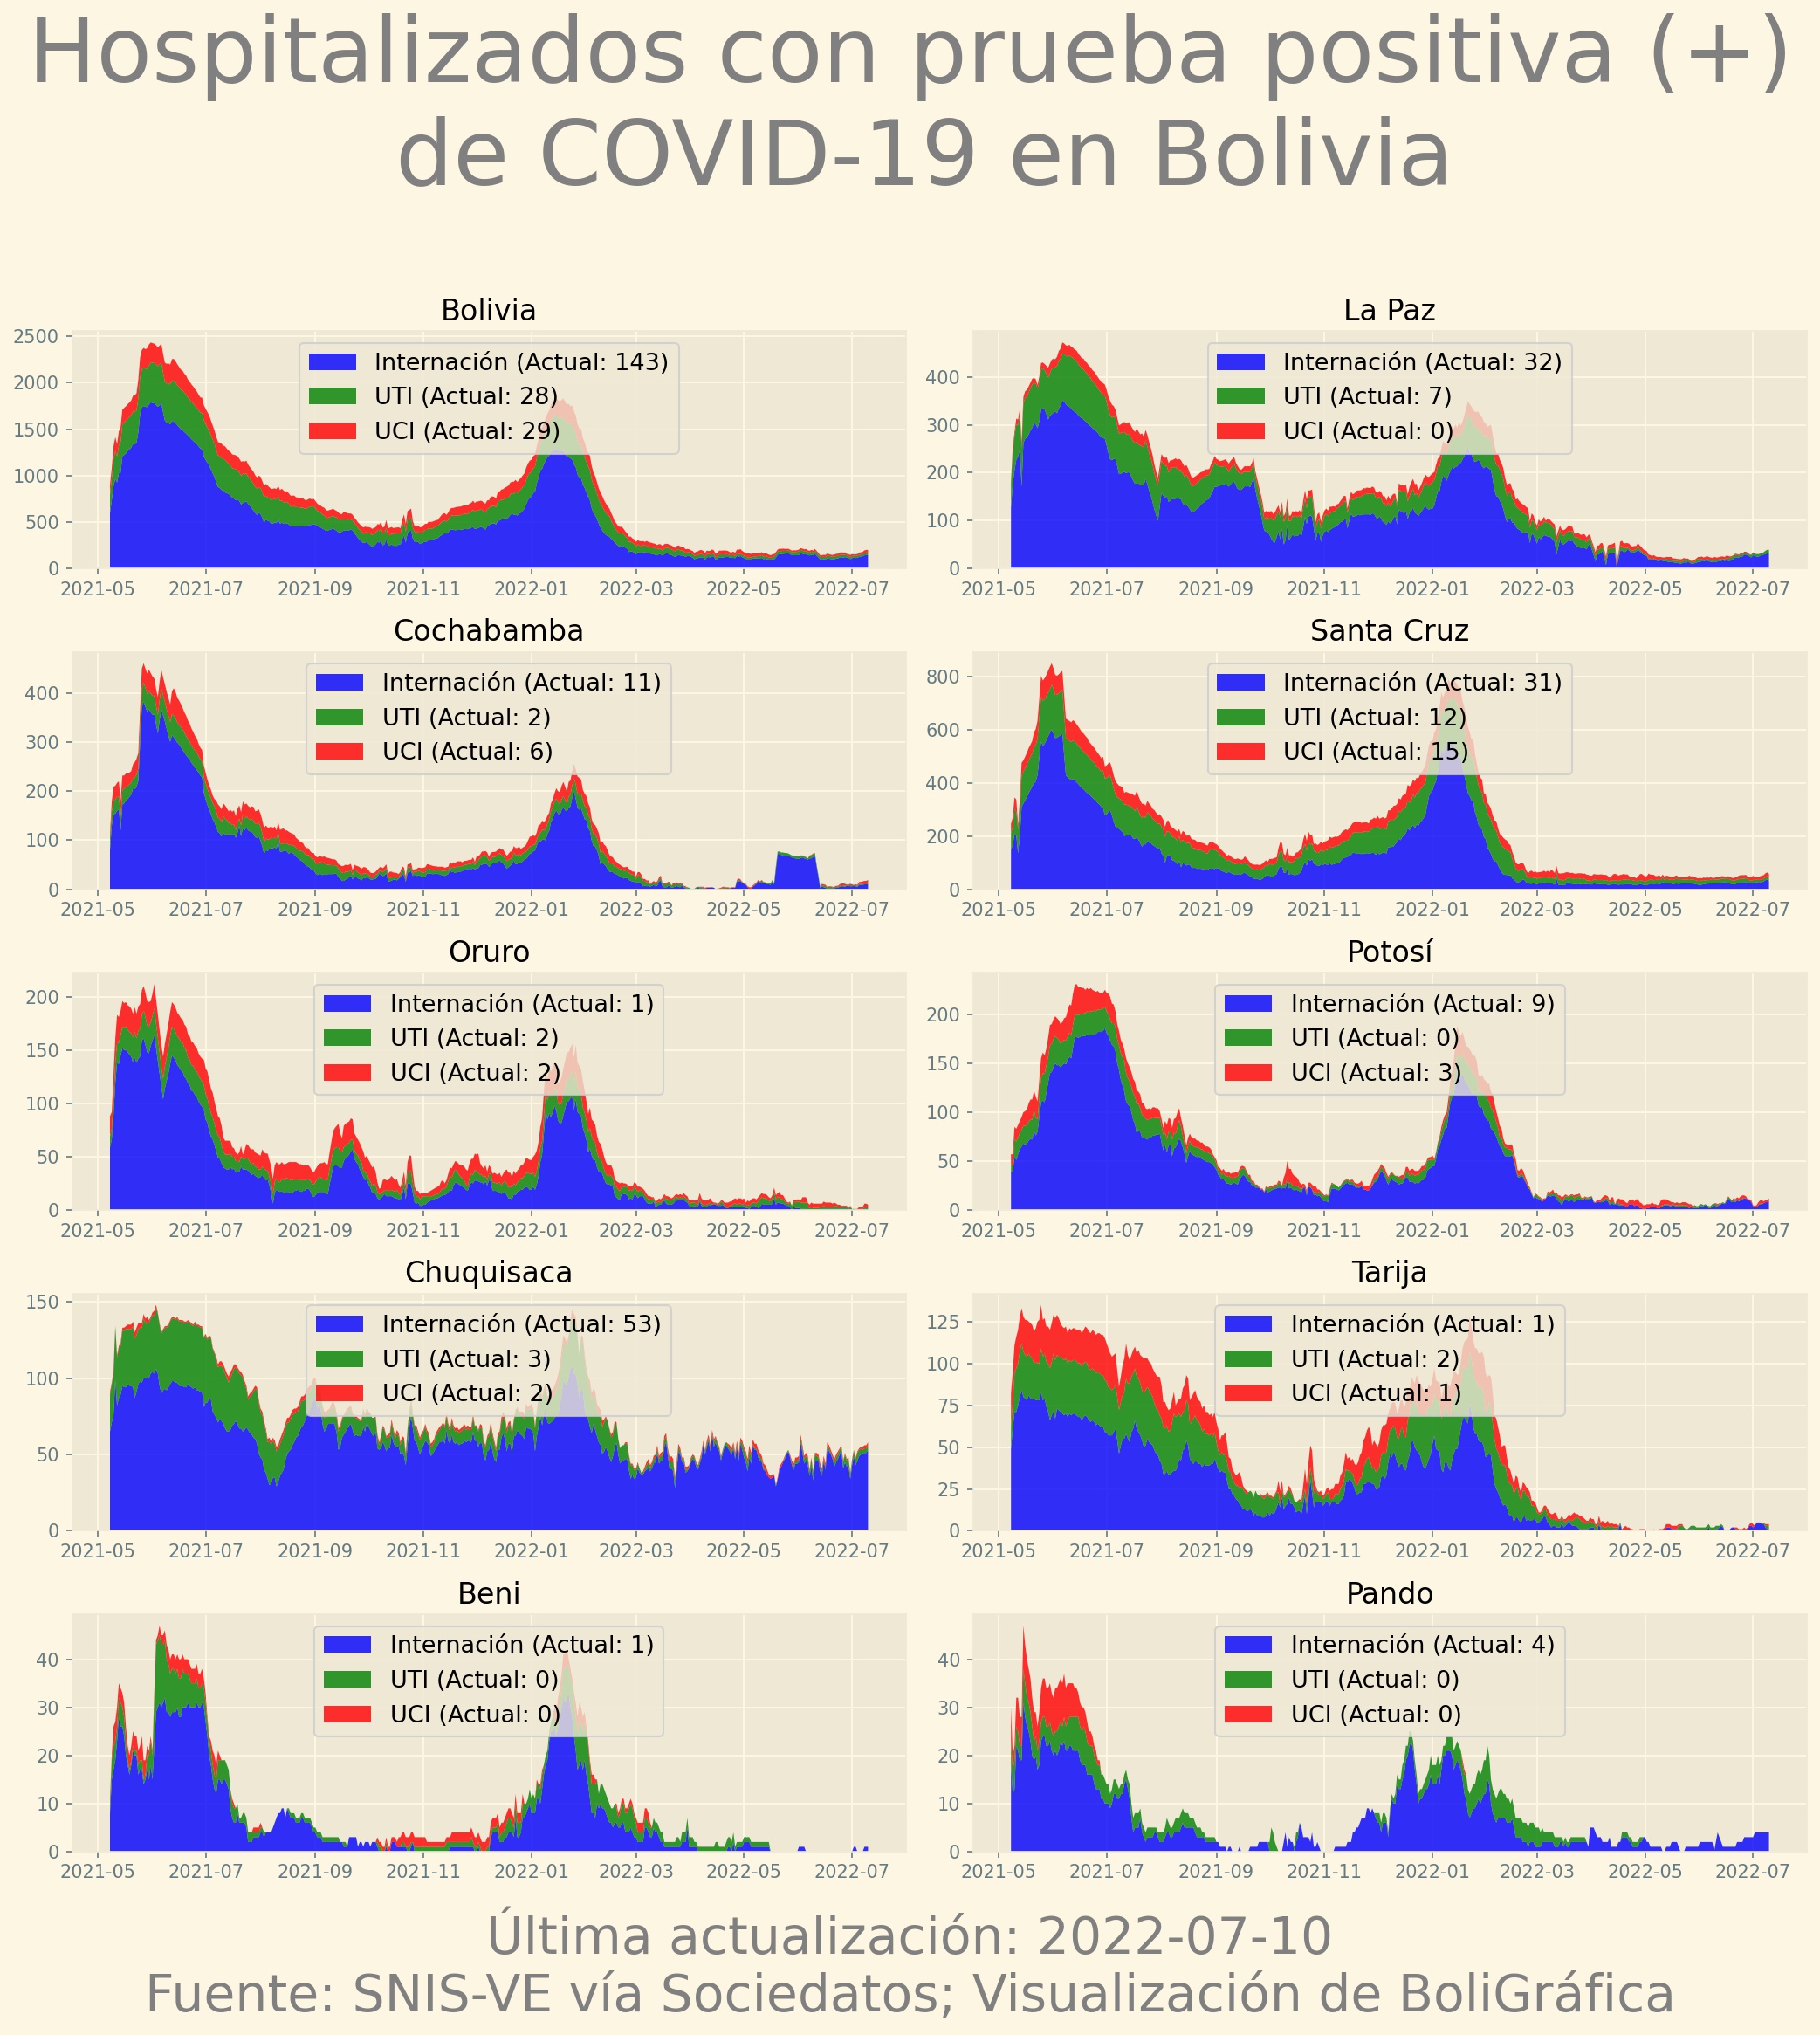 Hospitalizados con prueba positiva (+)
de COVID-19 en Bolivia
Bolivia
2500
2000
1500
1000
500
0
Internación (Actual: 143)
UTI (Actual: 28)
UCI (Actual: 29)
2021-05 2021-07 2021-09 2021-11 2022-01 2022-03 2022-05 2022-07
La Paz
400
300
200
100
0
Internación (Actual: 32)
UTI (Actual: 7)
UCI (Actual: 0)
2021-05 2021-07 2021-09 2021-11 2022-01 2022-03 2022-05 2022-07
Cochabamba
400
300
200
100
0
Internación (Actual: 11)
UTI (Actual: 2)
UCI (Actual: 6)
2021-05 2021-07 2021-09 2021-11 2022-01 2022-03 2022-05 2022-07
Santa Cruz
800
600
400
200
0
Internación (Actual: 31)
UTI (Actual: 12)
UCI (Actual: 15)
2021-05 2021-07 2021-09 2021-11 2022-01 2022-03 2022-05 2022-07
Oruro
200
150
100
50
0
Internación (Actual: 1)
UTI (Actual: 2)
UCI (Actual: 2)
2021-05 2021-07 2021-09 2021-11 2022-01 2022-03 2022-05 2022-07
Potosí
200
150
100
50
0
Internación (Actual: 9)
UTI (Actual: 0)
UCI (Actual: 3)
2021-05 2021-07 2021-09 2021-11 2022-01 2022-03 2022-05 2022-07
Chuquisaca
150
100
50
0
Internación (Actual: 53)
UTI (Actual: 3)
UCI (Actual: 2)
2021-05 2021-07 2021-09 2021-11 2022-01 2022-03 2022-05 2022-07
Tarija
125
100
75
50
25
0
Internación (Actual: 1)
UTI (Actual: 2)
UCI (Actual: 1)
2021-05 2021-07 2021-09 2021-11 2022-01 2022-03 2022-05 2022-07
Beni
40
30
20
10
0
Internación (Actual: 1)
UTI (Actual: 0)
UCI (Actual: 0)
2021-05 2021-07 2021-09 2021-11 2022-01 2022-03 2022-05 2022-07
Pando
40
30
20
10
0
Internación (Actual: 4)
UTI (Actual: 0)
UCI (Actual: 0)
2021-05 2021-07 2021-09 2021-11 2022-01 2022-03 2022-05 2022-07
Última actualización: 2022-07-10
Fuente: SNIS-VE vía Sociedatos; Visualización de BoliGráfica